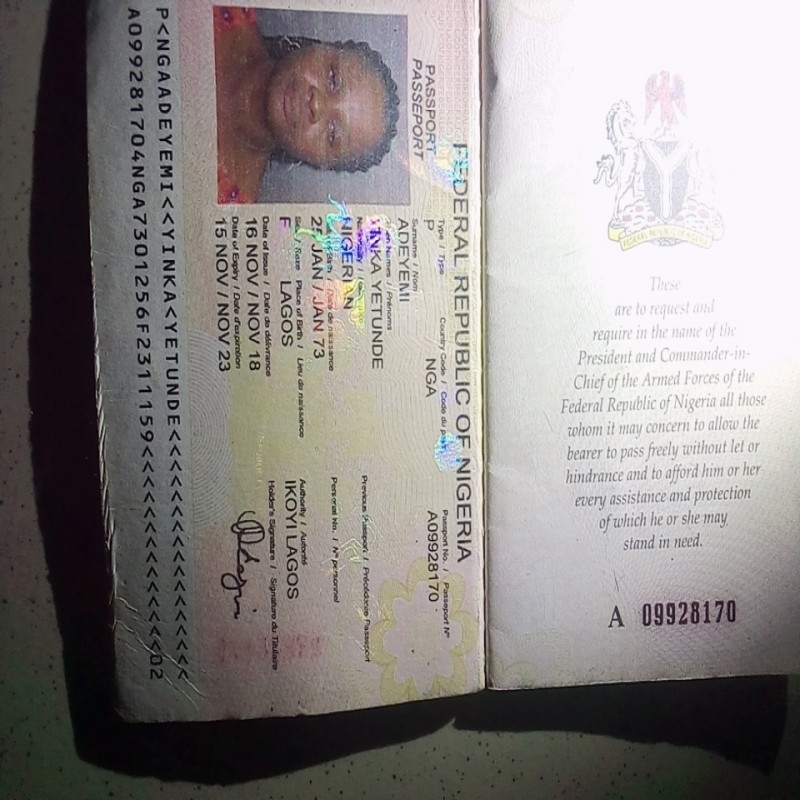 FEDERAL REPUBLIC OF NIGERIA
PASSPORT
PASSEPORT
Type / Type
Country Code / Code du pays
Passport No. / Passeport N°
P
NGA
A09928170
Surname / Nom
ADEYEMI
Given Names / Prénoms
YINKA YETUNDE
Nationality /
Previous Passport / Précédente Passeport
NIGERIAN
Date de naissance
Personal No. / N° personnel
25 JAN / JAN 73
Sex / Sexe
Place of Birth / Lieu de naissance
Authority / Autorité
F
LAGOS
IKOYI LAGOS
Date of Issue / Date de délivrance
Holder's Signature / Signature du Titulaire
16 NOV / NOV 18
Date of Expiry / Date d'expiration
15 NOV / NOV 23
P<NGAADEYEMI<<YINKA<YETUNDE<<<<<<<<<<<<<<<<<
A099281704NGA7301256F2311159<<<<<<<<<<<<<<02
These
are to request and
require in the name of the
President and Commander-in-
Chief of the Armed Forces of the
Federal Republic of Nigeria all those
whom it may concern to allow the
bearer to pass freely without let or
hindrance and to afford him or her
every assistance and protection
of which he or she may
stand in need.
A 09928170